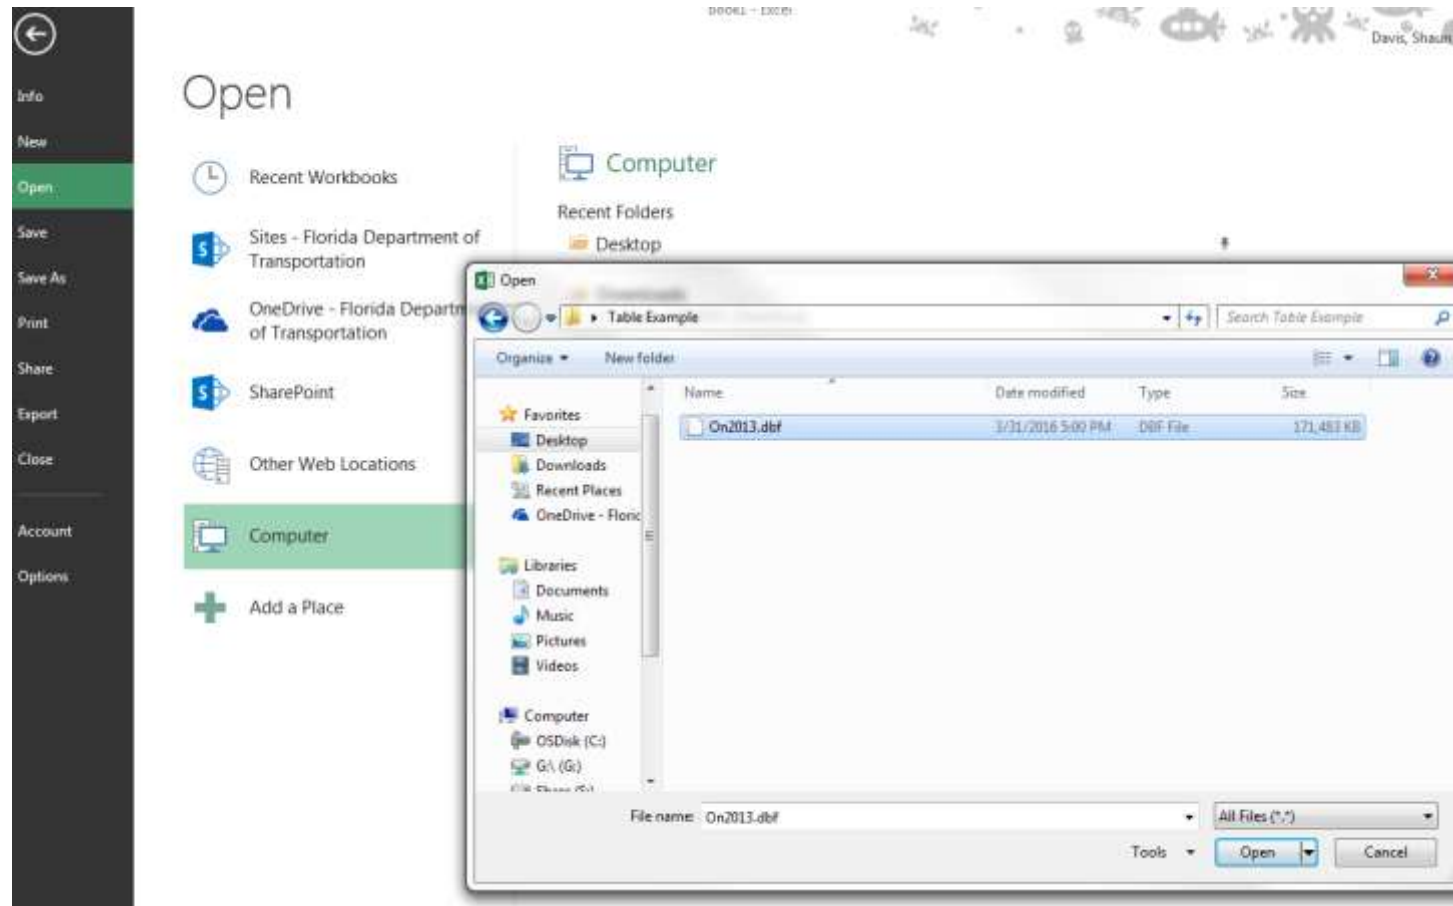 Book1 - Excel
Davis, Shaun
Info
New
Open
Save
Save As
Print
Share
Export
Close
Account
Options
Open
Recent Workbooks
Sites - Florida Department of
Transportation
OneDrive - Florida Departm
of Transportation
SharePoint
Other Web Locations
Computer
Add a Place
Computer
Recent Folders
Desktop
Open
Table Example
Search Table Example
Organize
New folder
Name Date modified Type Size
On2013.dbf 3/31/2016 5:00 PM DBF File 171,483 KB
Favorites
Desktop
Downloads
Recent Places
OneDrive - Floric
Libraries
Documents
Music
Pictures
Videos
Computer
OSDisk (C:)
G:\ (G:)
File name: On2013.dbf
All Files (*.*)
Tools
Open
Cancel